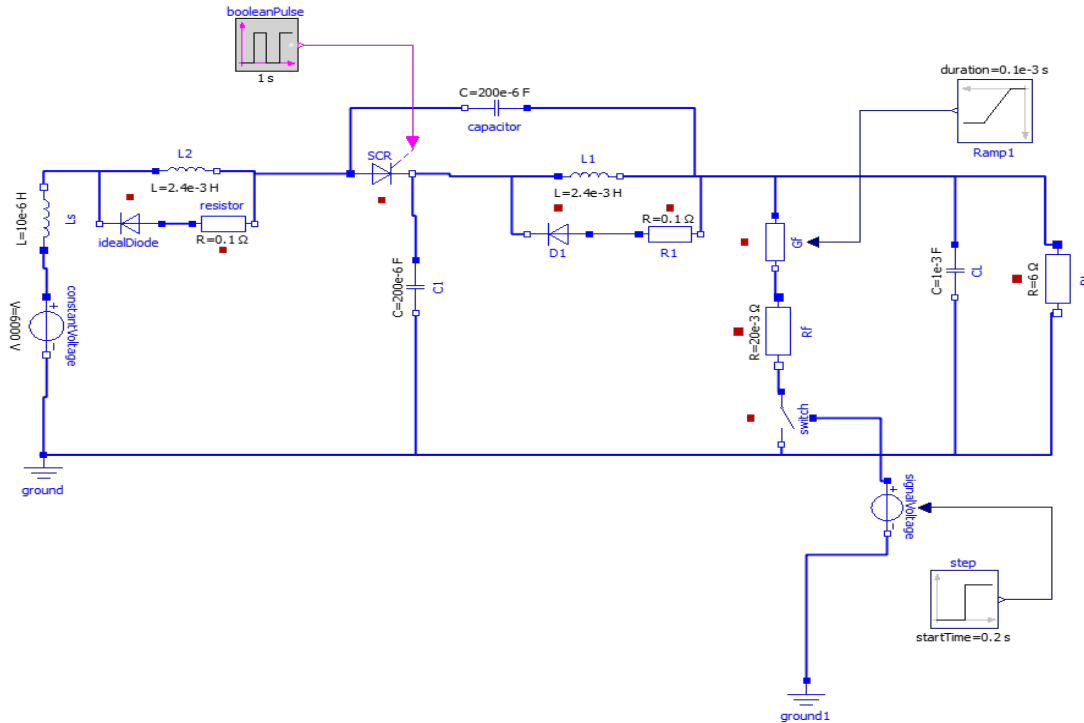 booleanPulse
1 s
C=200e-6 F
capacitor
duration=0.1e-3 s
Ramp1
L2
L=2.4e-3 H
resistor
idealDiode
R=0.1 Ω
SCR
L1
L=2.4e-3 H
R=0.1 Ω
D1
R1
L=10e-6 H
constantVoltage
+
-
V=6000 V
C=200e-6 F
C1
Gf
R=20e-3 Ω
Rf
switch
C=1e-3 F
CL
R=6 Ω
ground
signalVoltage
+
-
step
startTime=0.2 s
ground1